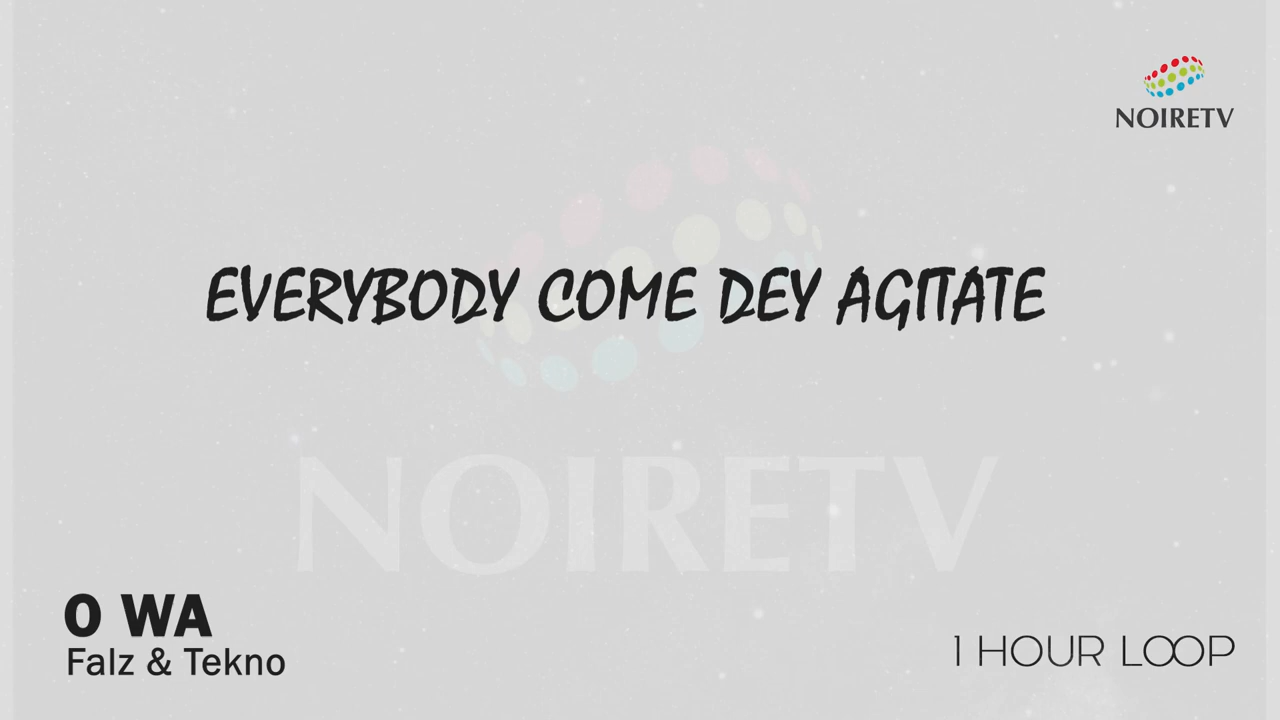 NOIRETV
EVERYBODY COME DEY AGITATE
NOIRETV
O WA
Falz & Tekno
1 HOUR LOOP